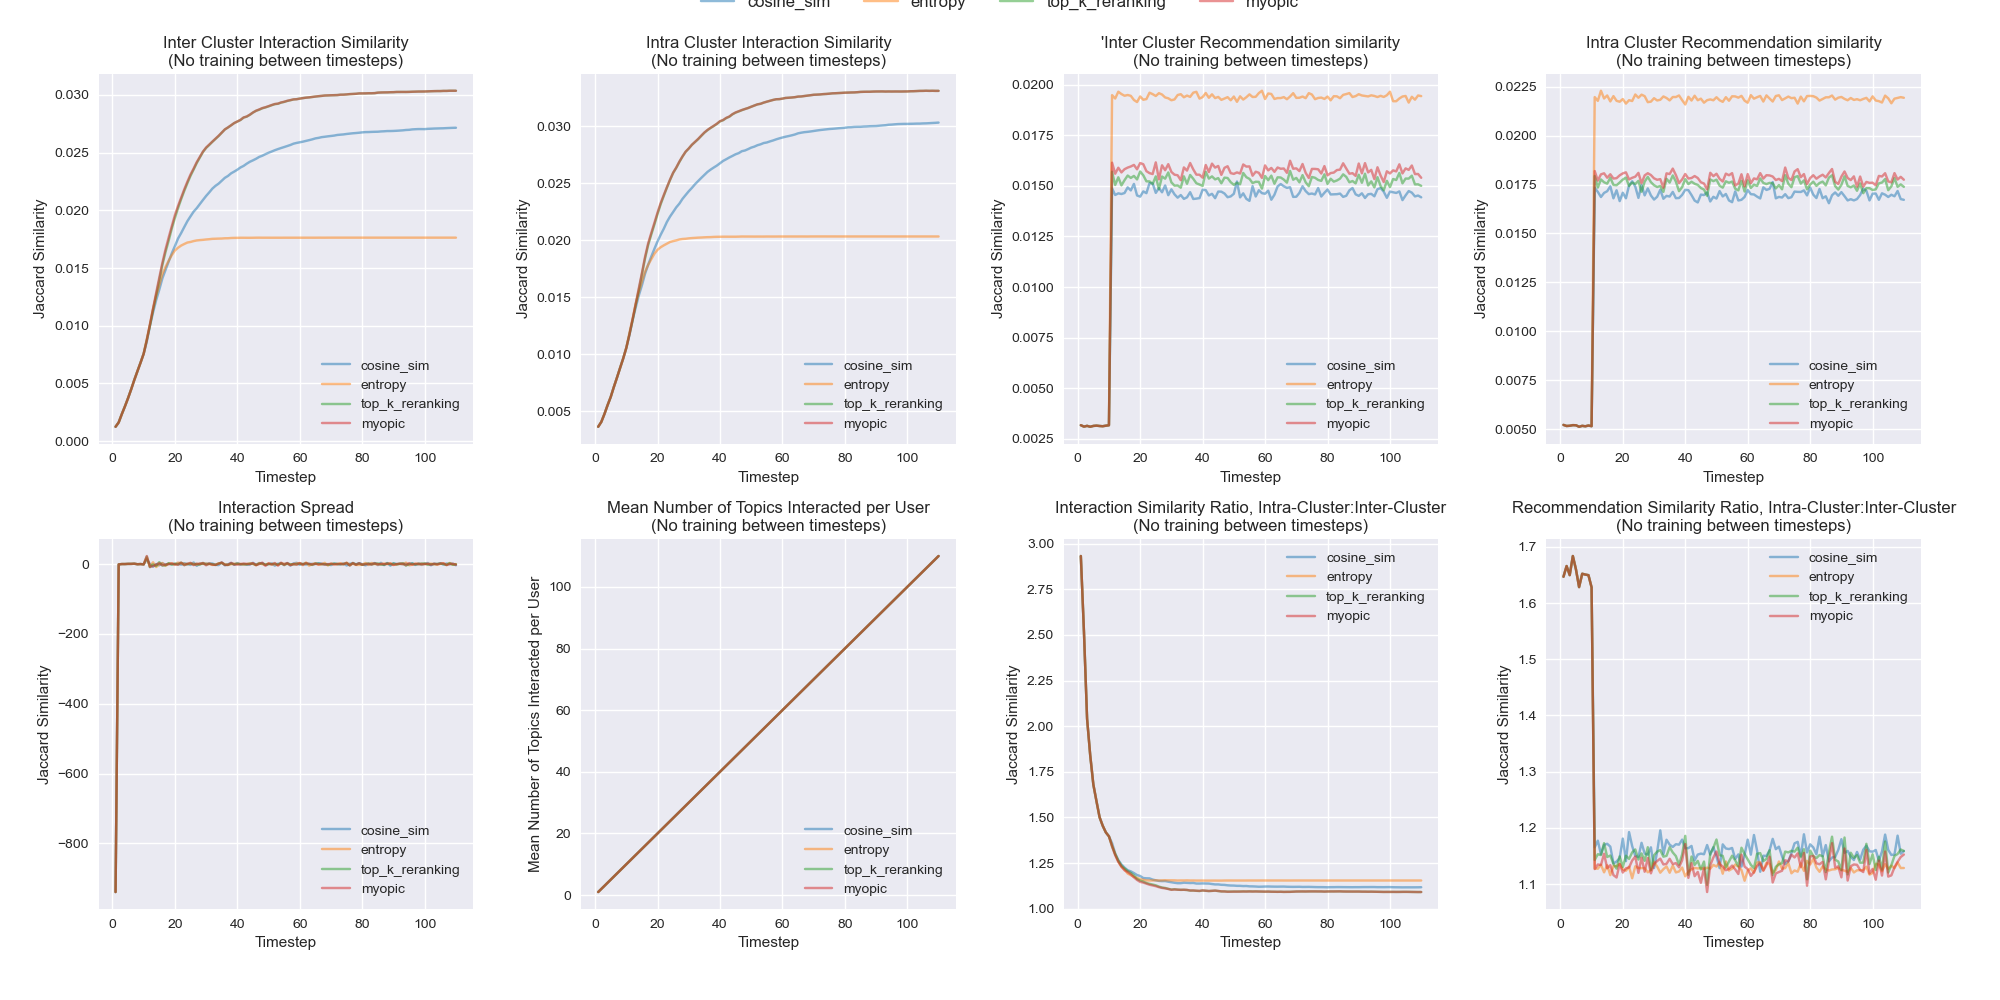 cosine_sim entropy top_k_reranking myopic
Inter Cluster Interaction Similarity
(No training between timesteps)
Jaccard Similarity
0.030
0.025
0.020
0.015
0.010
0.005
0.000
cosine_sim
entropy
top_k_reranking
myopic
0 20 40 60 80 100
Timestep
Intra Cluster Interaction Similarity
(No training between timesteps)
Jaccard Similarity
0.030
0.025
0.020
0.015
0.010
0.005
cosine_sim
entropy
top_k_reranking
myopic
0 20 40 60 80 100
Timestep
'Inter Cluster Recommendation similarity
(No training between timesteps)
Jaccard Similarity
0.0200
0.0175
0.0150
0.0125
0.0100
0.0075
0.0050
0.0025
cosine_sim
entropy
top_k_reranking
myopic
0 20 40 60 80 100
Timestep
Intra Cluster Recommendation similarity
(No training between timesteps)
Jaccard Similarity
0.0225
0.0200
0.0175
0.0150
0.0125
0.0100
0.0075
0.0050
cosine_sim
entropy
top_k_reranking
myopic
0 20 40 60 80 100
Timestep
Interaction Spread
(No training between timesteps)
Jaccard Similarity
0
−200
−400
−600
−800
cosine_sim
entropy
top_k_reranking
myopic
0 20 40 60 80 100
Timestep
Mean Number of Topics Interacted per User
(No training between timesteps)
Mean Number of Topics Interacted per User
100
80
60
40
20
0
cosine_sim
entropy
top_k_reranking
myopic
0 20 40 60 80 100
Timestep
Interaction Similarity Ratio, Intra-Cluster:Inter-Cluster
(No training between timesteps)
Jaccard Similarity
3.00
2.75
2.50
2.25
2.00
1.75
1.50
1.25
1.00
cosine_sim
entropy
top_k_reranking
myopic
0 20 40 60 80 100
Timestep
Recommendation Similarity Ratio, Intra-Cluster:Inter-Cluster
(No training between timesteps)
Jaccard Similarity
1.7
1.6
1.5
1.4
1.3
1.2
1.1
cosine_sim
entropy
top_k_reranking
myopic
0 20 40 60 80 100
Timestep